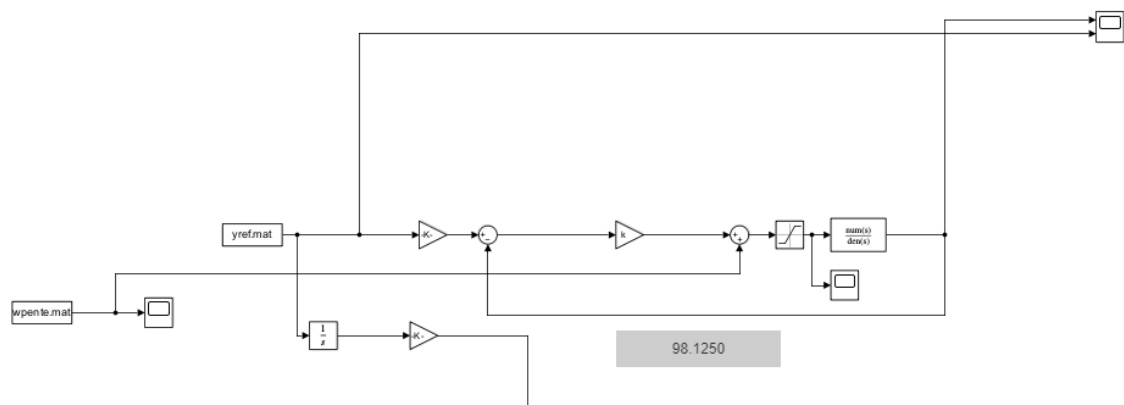 yref.mat
-K-
+
−
k
+
+
num(s)
den(s)
wpente.mat
1
s
-K-
98.1250